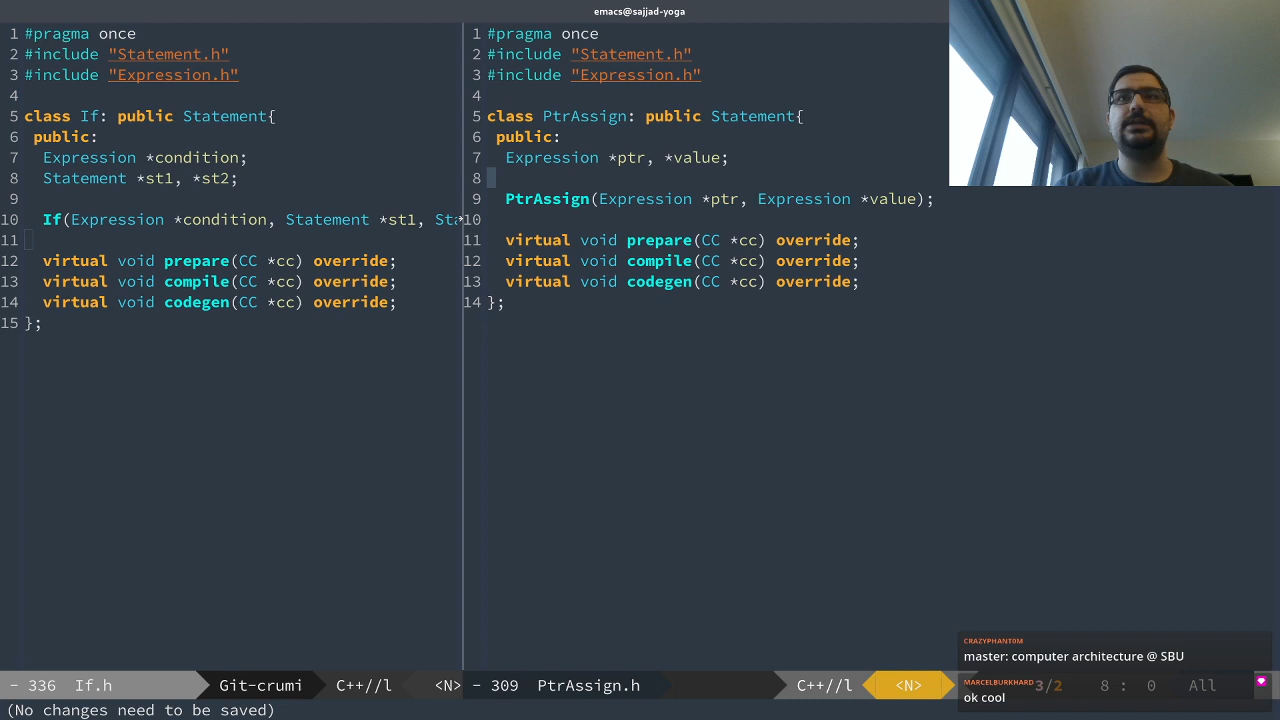 emacs@sajjad-yoga
1 #pragma once
2 #include "Statement.h"
3 #include "Expression.h"
4
5 class If: public Statement{
6 public:
7 Expression *condition;
8 Statement *st1, *st2;
9
10 If(Expression *condition, Statement *st1, Sta
11
12 virtual void prepare(CC *cc) override;
13 virtual void compile(CC *cc) override;
14 virtual void codegen(CC *cc) override;
15 };
- 336 If.h Git-crumi C++//l <N>
1 #pragma once
2 #include "Statement.h"
3 #include "Expression.h"
4
5 class PtrAssign: public Statement{
6 public:
7 Expression *ptr, *value;
8
9 PtrAssign(Expression *ptr, Expression *value);
10
11 virtual void prepare(CC *cc) override;
12 virtual void compile(CC *cc) override;
13 virtual void codegen(CC *cc) override;
14 };
- 309 PtrAssign.h C++//l <N> 3/2 8 : 0 All
(No changes need to be saved)
CRAZYPHANT0M
master: computer architecture @ SBU
MARCELBURKHARD
ok cool